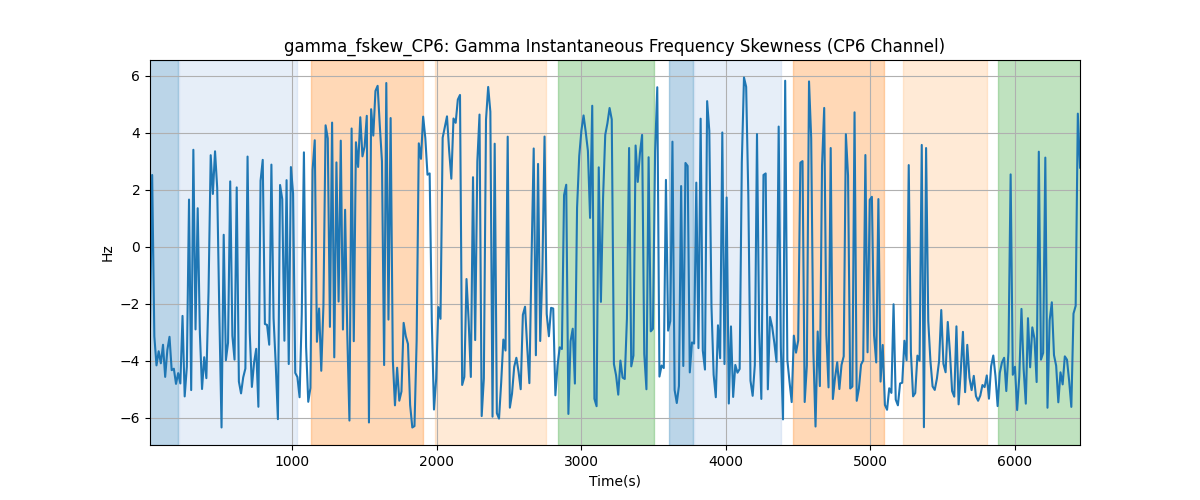 gamma_fskew_CP6: Gamma Instantaneous Frequency Skewness (CP6 Channel)
6
4
2
0
−2
−4
−6
Hz
1000 2000 3000 4000 5000 6000
Time(s)